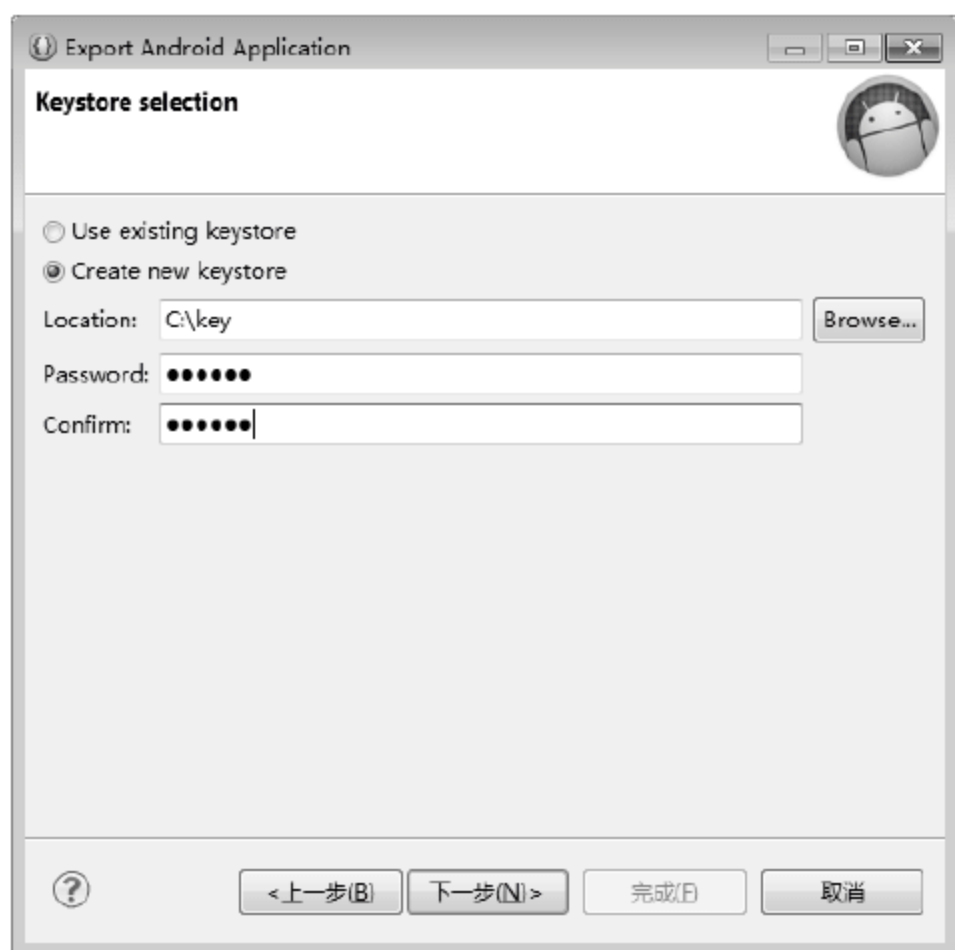 Export Android Application
Keystore selection
Use existing keystore
Create new keystore
Location: C:\key Browse...
Password: ●●●●●●
Confirm: ●●●●●●
? <上一步(B) 下一步(N)> 完成(F) 取消